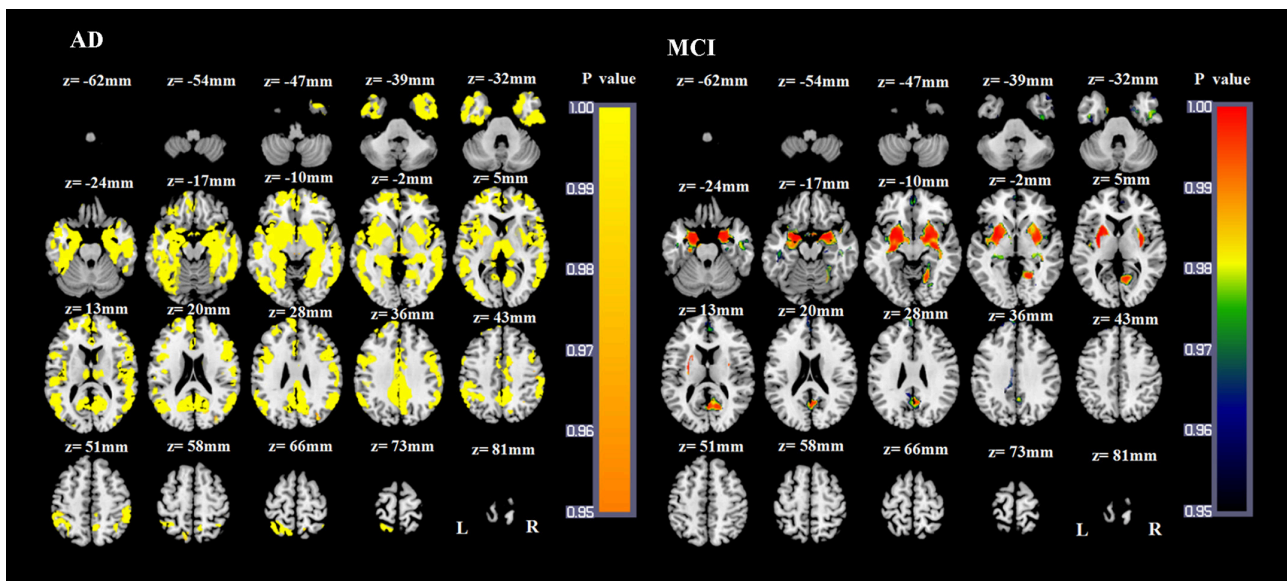 AD
z= -62mm z= -54mm z= -47mm z= -39mm z= -32mm P value
1.00
z= -24mm z= -17mm z= -10mm z= -2mm z= 5mm
0.99
0.98
z= 13mm z= 20mm z= 28mm z= 36mm z= 43mm
0.97
0.96
z= 51mm z= 58mm z= 66mm z= 73mm z= 81mm
0.95
L R
MCI
z= -62mm z= -54mm z= -47mm z= -39mm z= -32mm P value
1.00
z= -24mm z= -17mm z= -10mm z= -2mm z= 5mm
0.99
0.98
z= 13mm z= 20mm z= 28mm z= 36mm z= 43mm
0.97
0.96
z= 51mm z= 58mm z= 66mm z= 73mm z= 81mm
0.95
L R